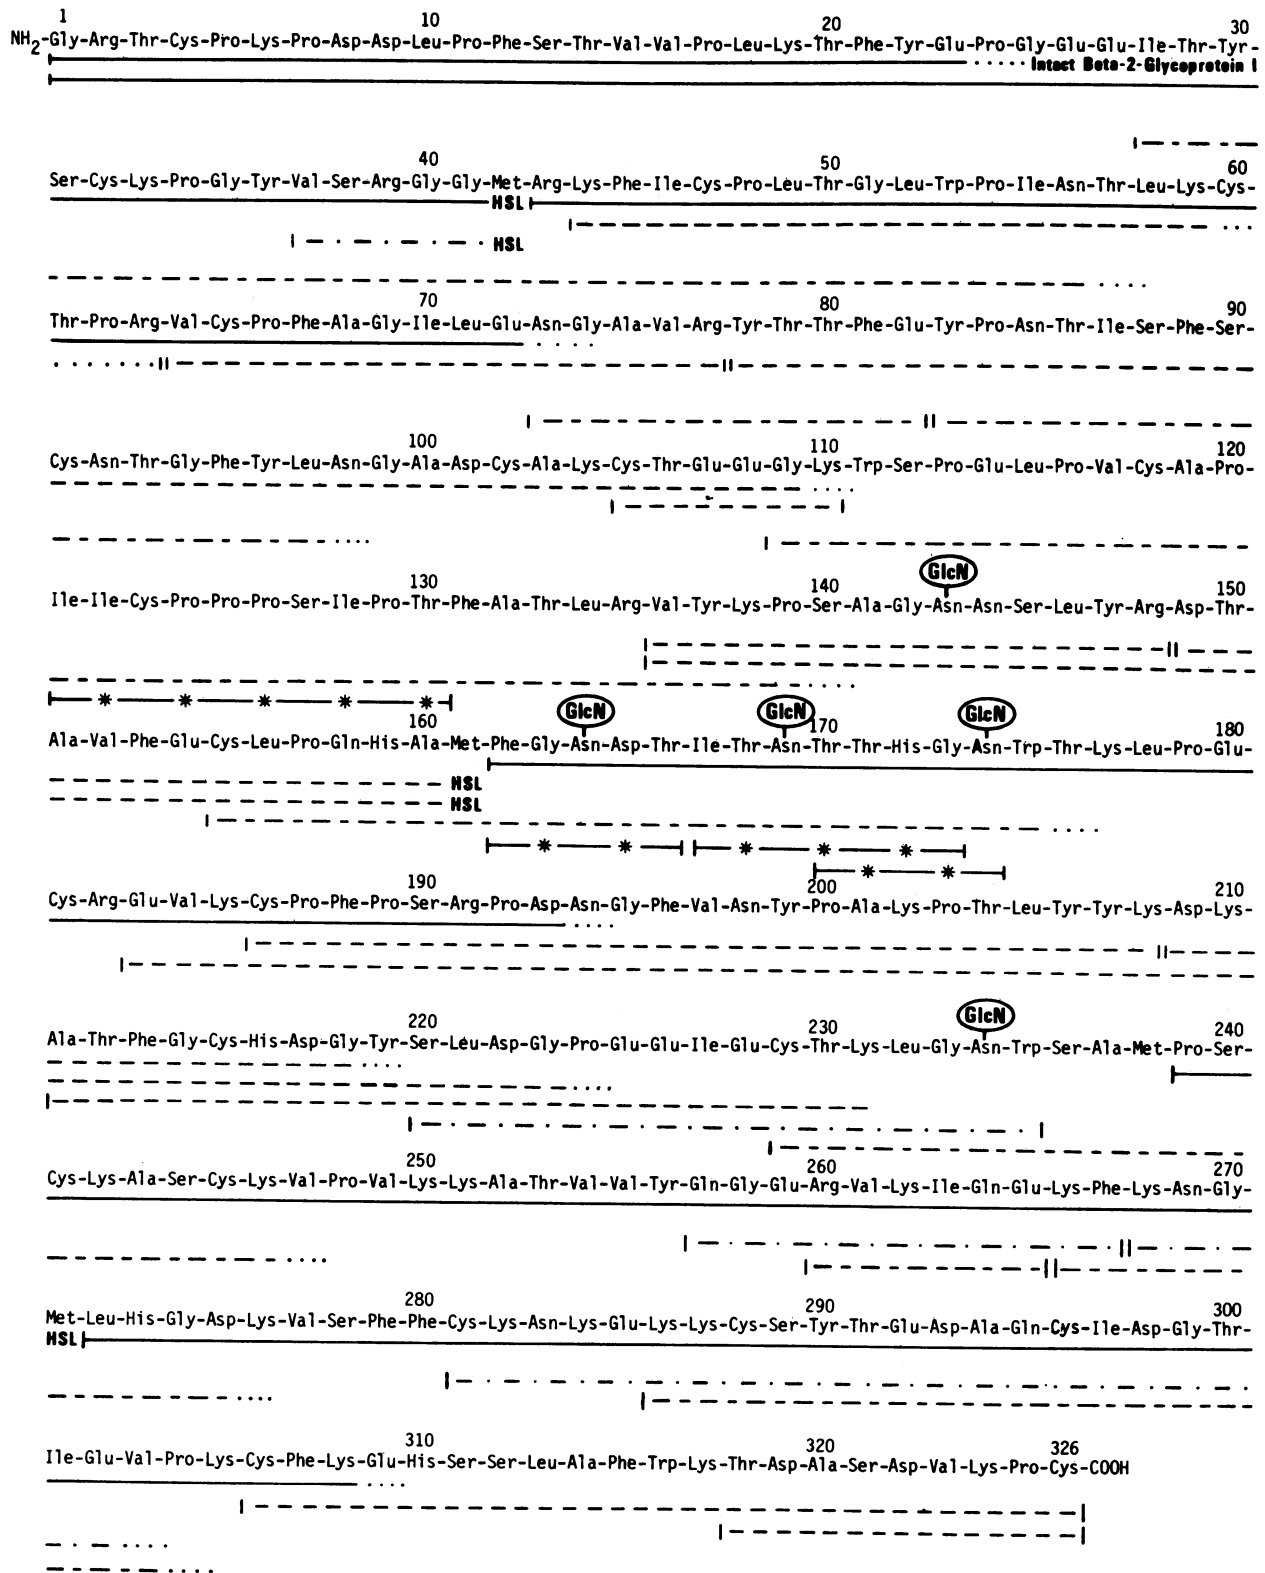 1 10 20 30
NH2-Gly-Arg-Thr-Cys-Pro-Lys-Pro-Asp-Asp-Leu-Pro-Phe-Ser-Thr-Val-Val-Pro-Leu-Lys-Thr-Phe-Tyr-Glu-Pro-Gly-Glu-Glu-Ile-Thr-Tyr-
Intact Beta-2-Glycoprotein I
40 50 60
Ser-Cys-Lys-Pro-Gly-Tyr-Val-Ser-Arg-Gly-Gly-Met-Arg-Lys-Phe-Ile-Cys-Pro-Leu-Thr-Gly-Leu-Trp-Pro-Ile-Asn-Thr-Leu-Lys-Cys-
HSL
HSL
70 80 90
Thr-Pro-Arg-Val-Cys-Pro-Phe-Ala-Gly-Ile-Leu-Glu-Asn-Gly-Ala-Val-Arg-Tyr-Thr-Thr-Phe-Glu-Tyr-Pro-Asn-Thr-Ile-Ser-Phe-Ser-
100 110 120
Cys-Asn-Thr-Gly-Phe-Tyr-Leu-Asn-Gly-Ala-Asp-Cys-Ala-Lys-Cys-Thr-Glu-Glu-Gly-Lys-Trp-Ser-Pro-Glu-Leu-Pro-Val-Cys-Ala-Pro-
GlcN
130 140 150
Ile-Ile-Cys-Pro-Pro-Pro-Ser-Ile-Pro-Thr-Phe-Ala-Thr-Leu-Arg-Val-Tyr-Lys-Pro-Ser-Ala-Gly-Asn-Asn-Ser-Leu-Tyr-Arg-Asp-Thr-
GlcN GlcN GlcN
160 170 180
Ala-Val-Phe-Glu-Cys-Leu-Pro-Gln-His-Ala-Met-Phe-Gly-Asn-Asp-Thr-Ile-Thr-Asn-Thr-Thr-His-Gly-Asn-Trp-Thr-Lys-Leu-Pro-Glu-
HSL
HSL
190 200 210
Cys-Arg-Glu-Val-Lys-Cys-Pro-Phe-Pro-Ser-Arg-Pro-Asp-Asn-Gly-Phe-Val-Asn-Tyr-Pro-Ala-Lys-Pro-Thr-Leu-Tyr-Tyr-Lys-Asp-Lys-
GlcN
220 230 240
Ala-Thr-Phe-Gly-Cys-His-Asp-Gly-Tyr-Ser-Leu-Asp-Gly-Pro-Glu-Glu-Ile-Glu-Cys-Thr-Lys-Leu-Gly-Asn-Trp-Ser-Ala-Met-Pro-Ser-
250 260 270
Cys-Lys-Ala-Ser-Cys-Lys-Val-Pro-Val-Lys-Lys-Ala-Thr-Val-Val-Tyr-Gln-Gly-Glu-Arg-Val-Lys-Ile-Gln-Glu-Lys-Phe-Lys-Asn-Gly-
280 290 300
Met-Leu-His-Gly-Asp-Lys-Val-Ser-Phe-Phe-Cys-Lys-Asn-Lys-Glu-Lys-Lys-Cys-Ser-Tyr-Thr-Glu-Asp-Ala-Gln-Cys-Ile-Asp-Gly-Thr-
HSL
310 320 326
Ile-Glu-Val-Pro-Lys-Cys-Phe-Lys-Glu-His-Ser-Ser-Leu-Ala-Phe-Trp-Lys-Thr-Asp-Ala-Ser-Asp-Val-Lys-Pro-Cys-COOH